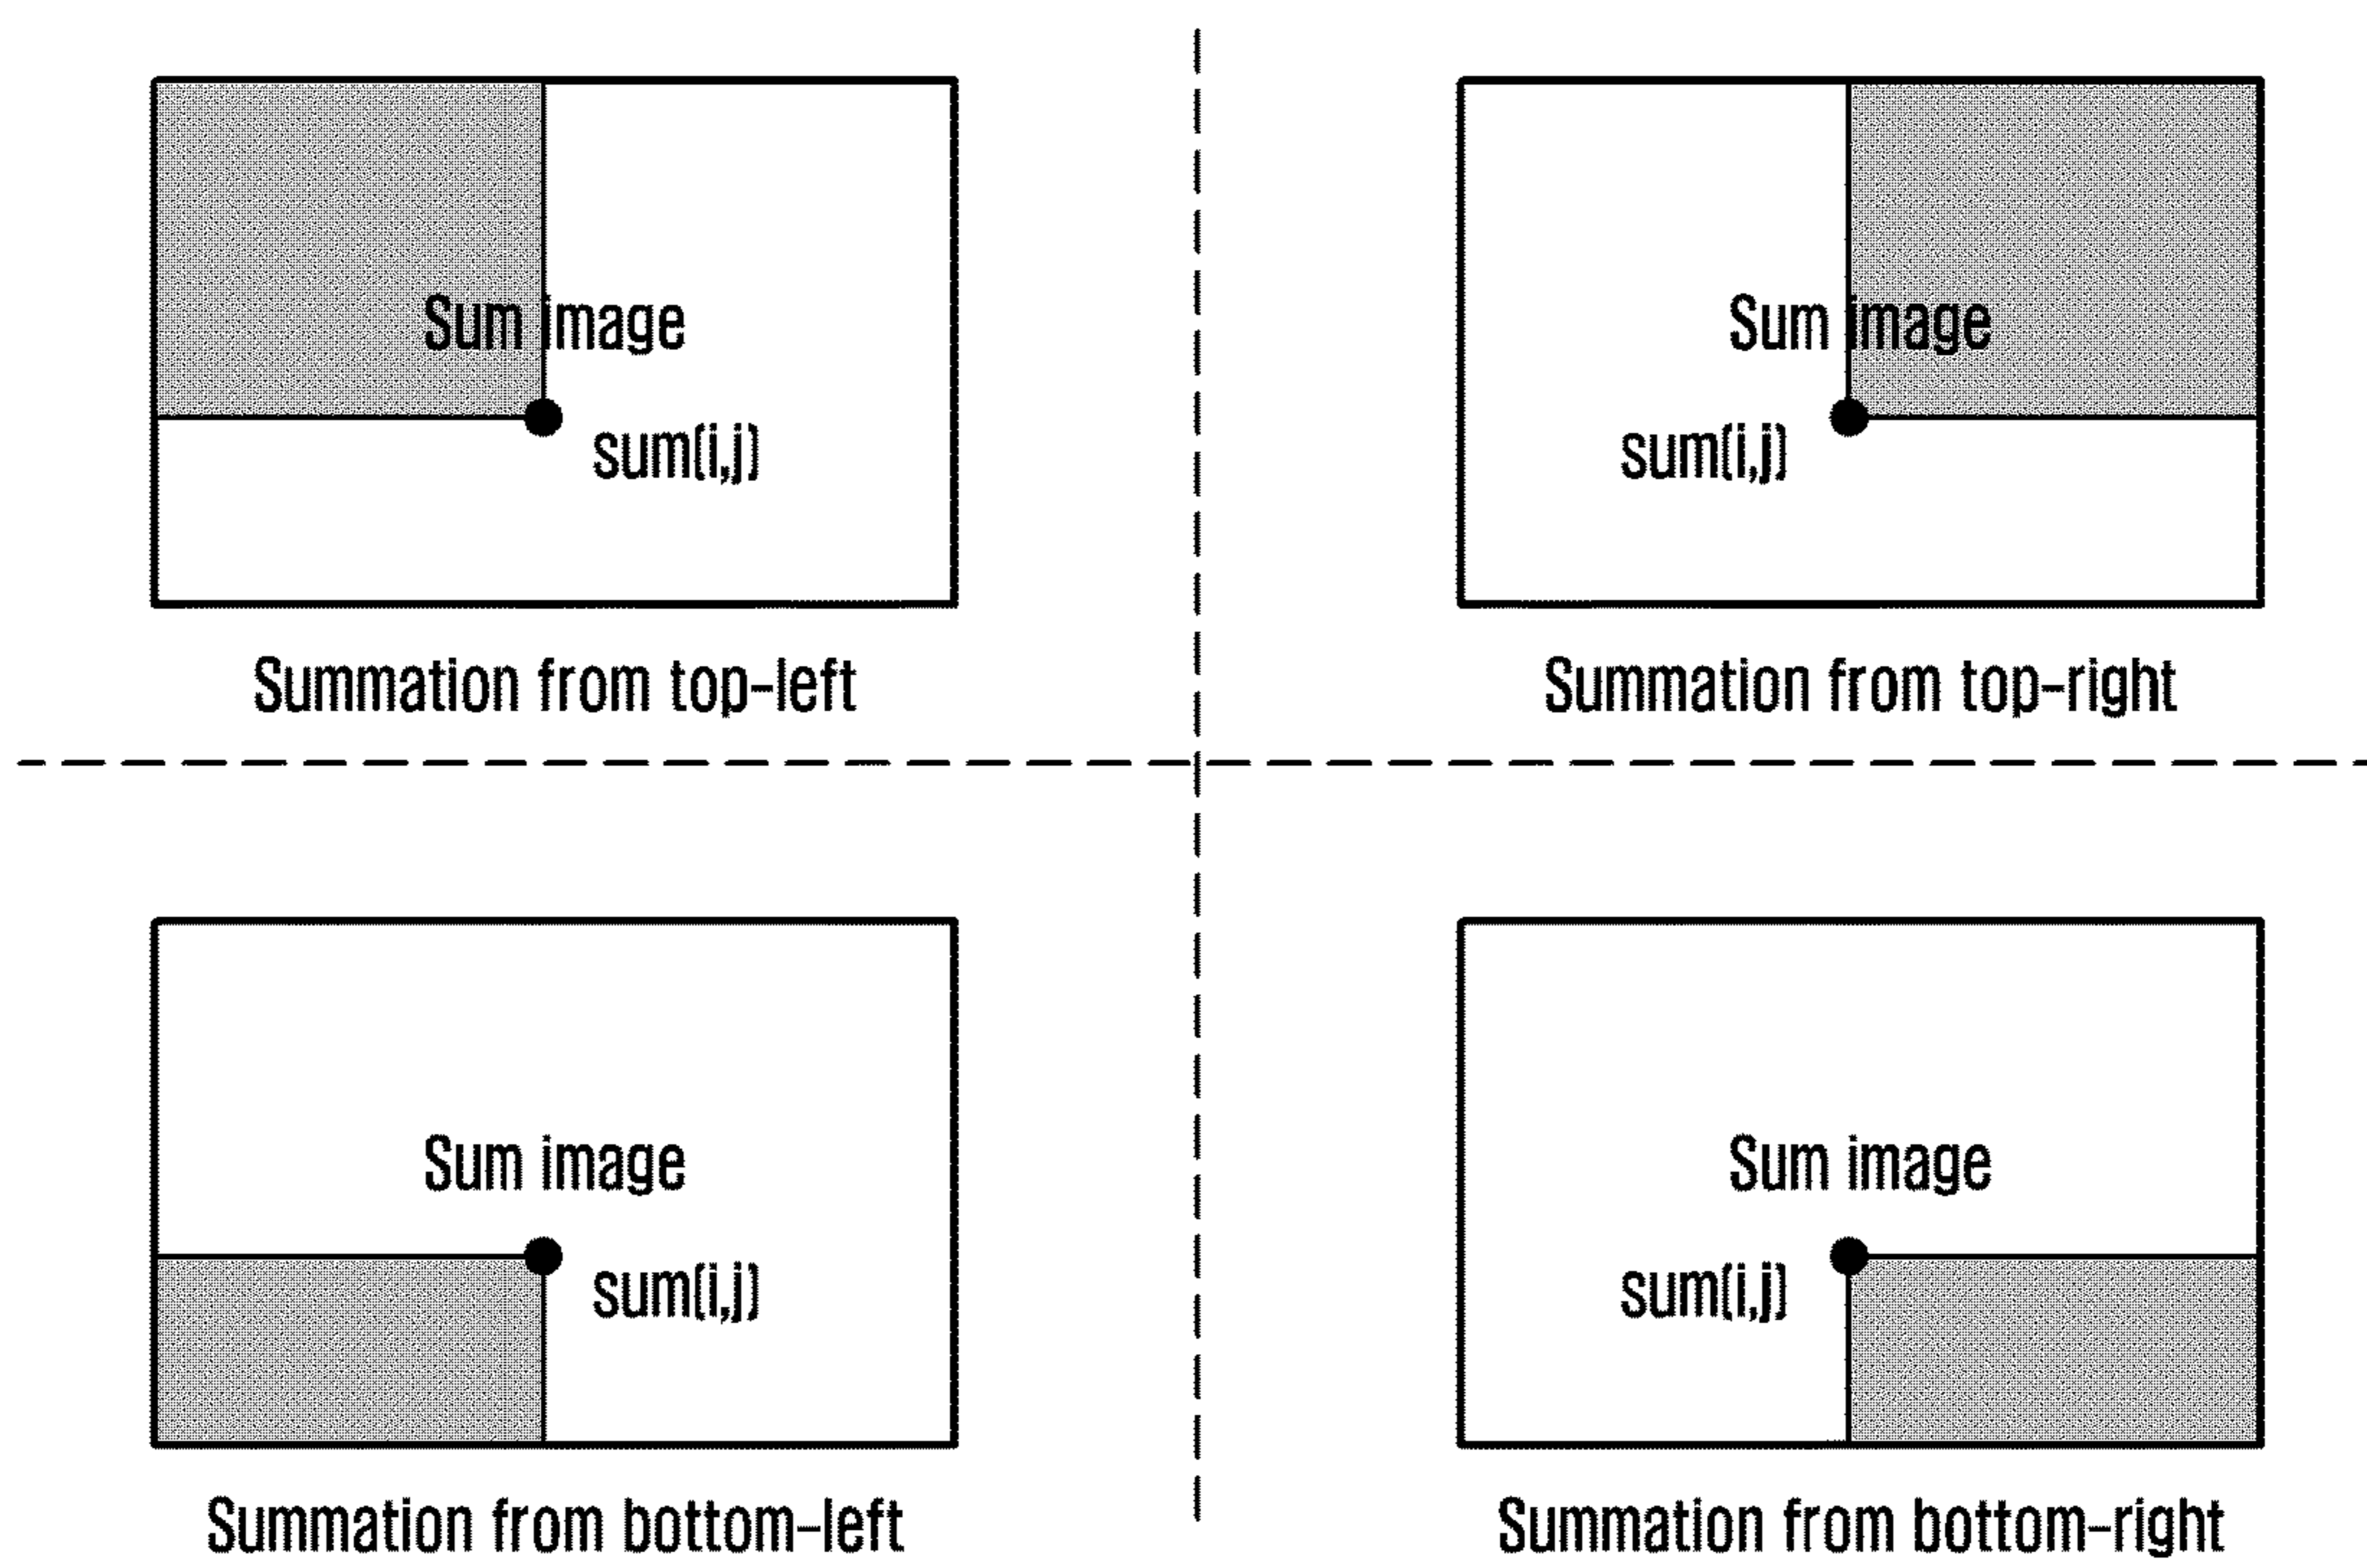 Sum image
sum(i,j)
Summation from top-left
Sum image
sum(i,j)
Summation from top-right
Sum image
sum(i,j)
Summation from bottom-left
Sum image
sum(i,j)
Summation from bottom-right